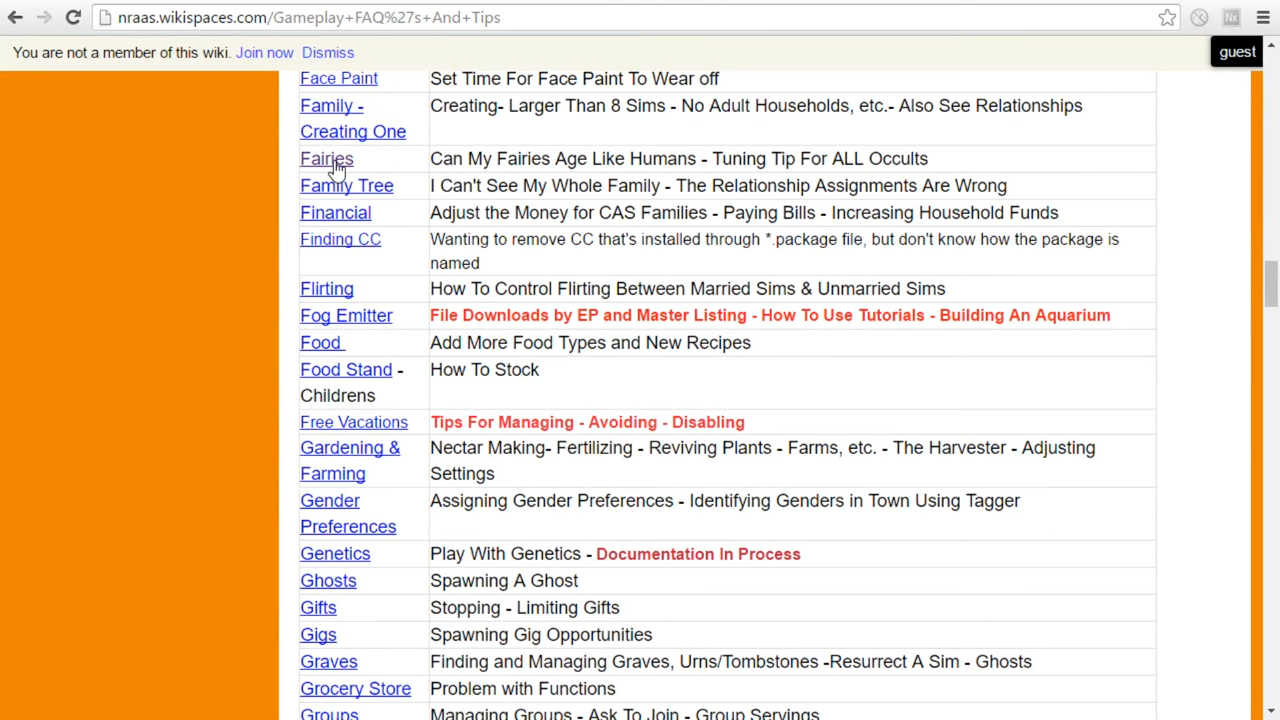 nraas.wikispaces.com/Gameplay+FAQ%27s+And+Tips
You are not a member of this wiki. Join now Dismiss
guest
Face Paint Set Time For Face Paint To Wear off
Family - Creating- Larger Than 8 Sims - No Adult Households, etc.- Also See Relationships
Creating One
Fairies Can My Fairies Age Like Humans - Tuning Tip For ALL Occults
Family Tree I Can't See My Whole Family - The Relationship Assignments Are Wrong
Financial Adjust the Money for CAS Families - Paying Bills - Increasing Household Funds
Finding CC Wanting to remove CC that's installed through *.package file, but don't know how the package is
named
Flirting How To Control Flirting Between Married Sims & Unmarried Sims
Fog Emitter File Downloads by EP and Master Listing - How To Use Tutorials - Building An Aquarium
Food Add More Food Types and New Recipes
Food Stand - How To Stock
Childrens
Free Vacations Tips For Managing - Avoiding - Disabling
Gardening & Nectar Making- Fertilizing - Reviving Plants - Farms, etc. - The Harvester - Adjusting
Farming Settings
Gender Assigning Gender Preferences - Identifying Genders in Town Using Tagger
Preferences
Genetics Play With Genetics - Documentation In Process
Ghosts Spawning A Ghost
Gifts Stopping - Limiting Gifts
Gigs Spawning Gig Opportunities
Graves Finding and Managing Graves, Urns/Tombstones -Resurrect A Sim - Ghosts
Grocery Store Problem with Functions
Groups Managing Groups - Ask To Join - Group Servings